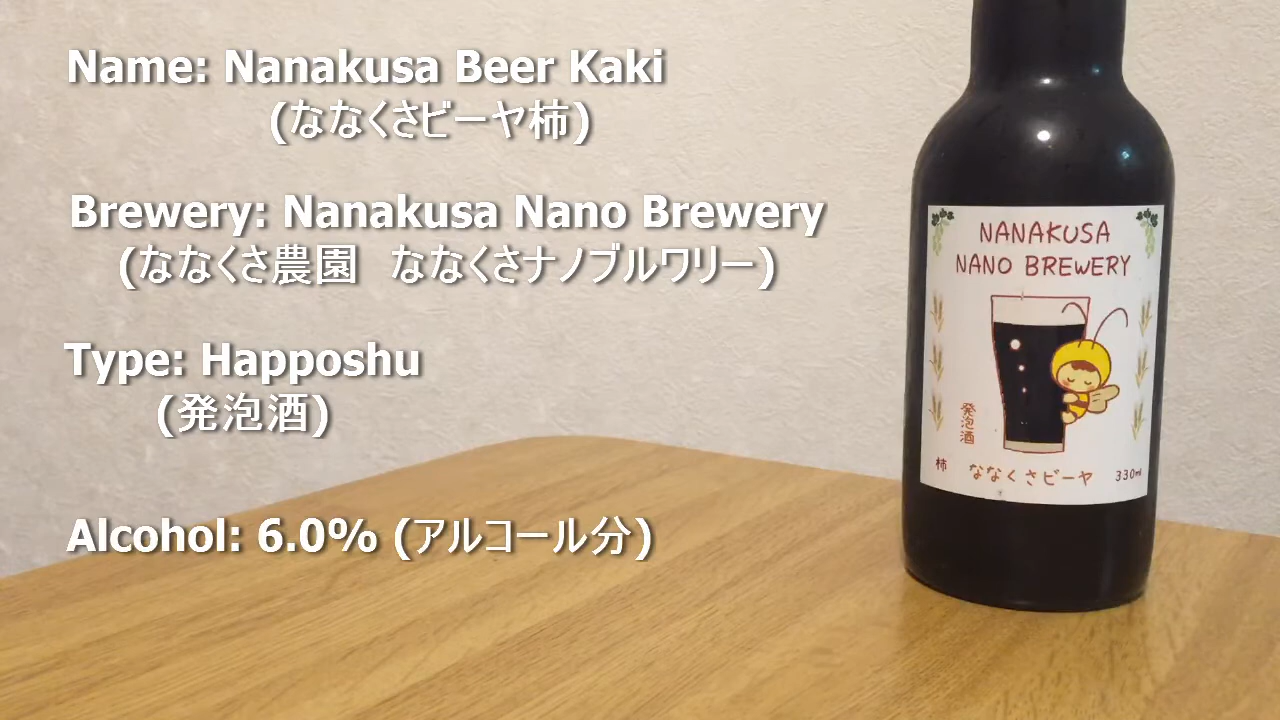 Name: Nanakusa Beer Kaki
(ななくさビーヤ柿)
Brewery: Nanakusa Nano Brewery
(ななくさ農園　ななくさナノブルワリー)
Type: Happoshu
(発泡酒)
Alcohol: 6.0% (アルコール分)
NANAKUSA
NANO BREWERY
発泡酒
柿 ななくさビーヤ 330ml